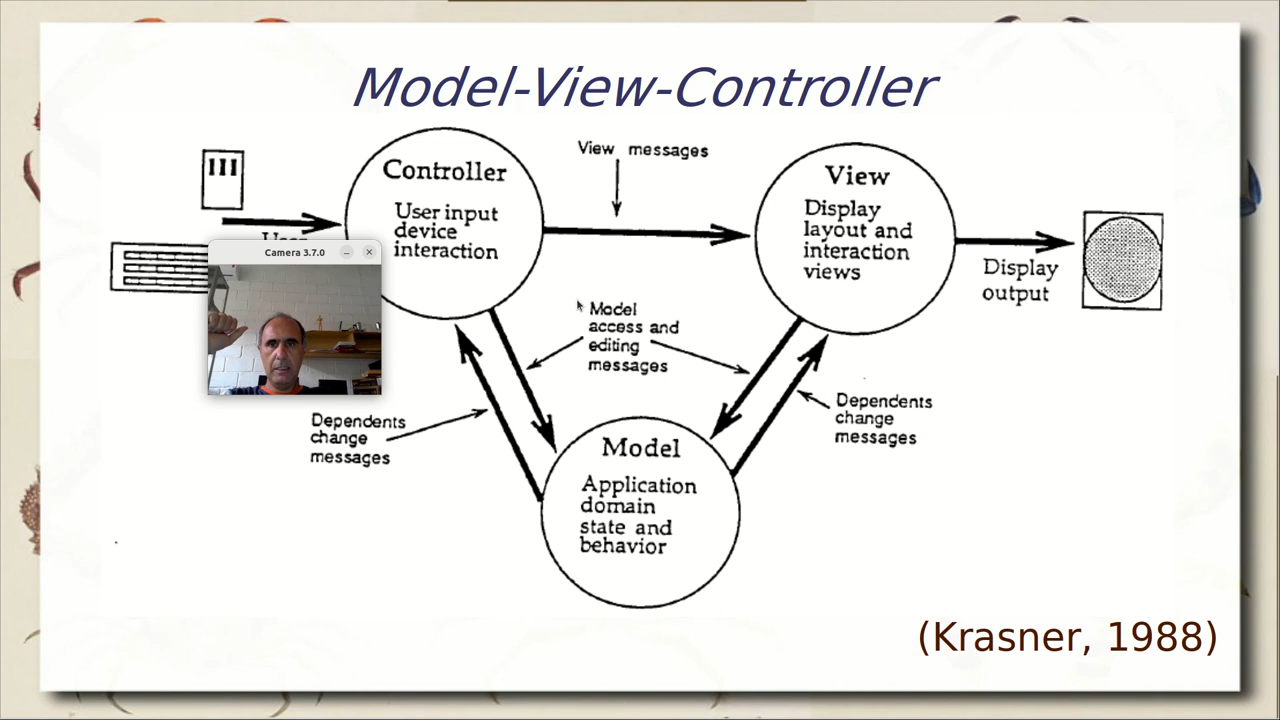 Model-View-Controller
View messages
Controller
User input
device
interaction
View
Display
layout and
interaction
views
User
Camera 3.7.0
Display
output
Model
access and
editing
messages
Dependents
change
messages
Dependents
change
messages
Model
Application
domain
state and
behavior
(Krasner, 1988)